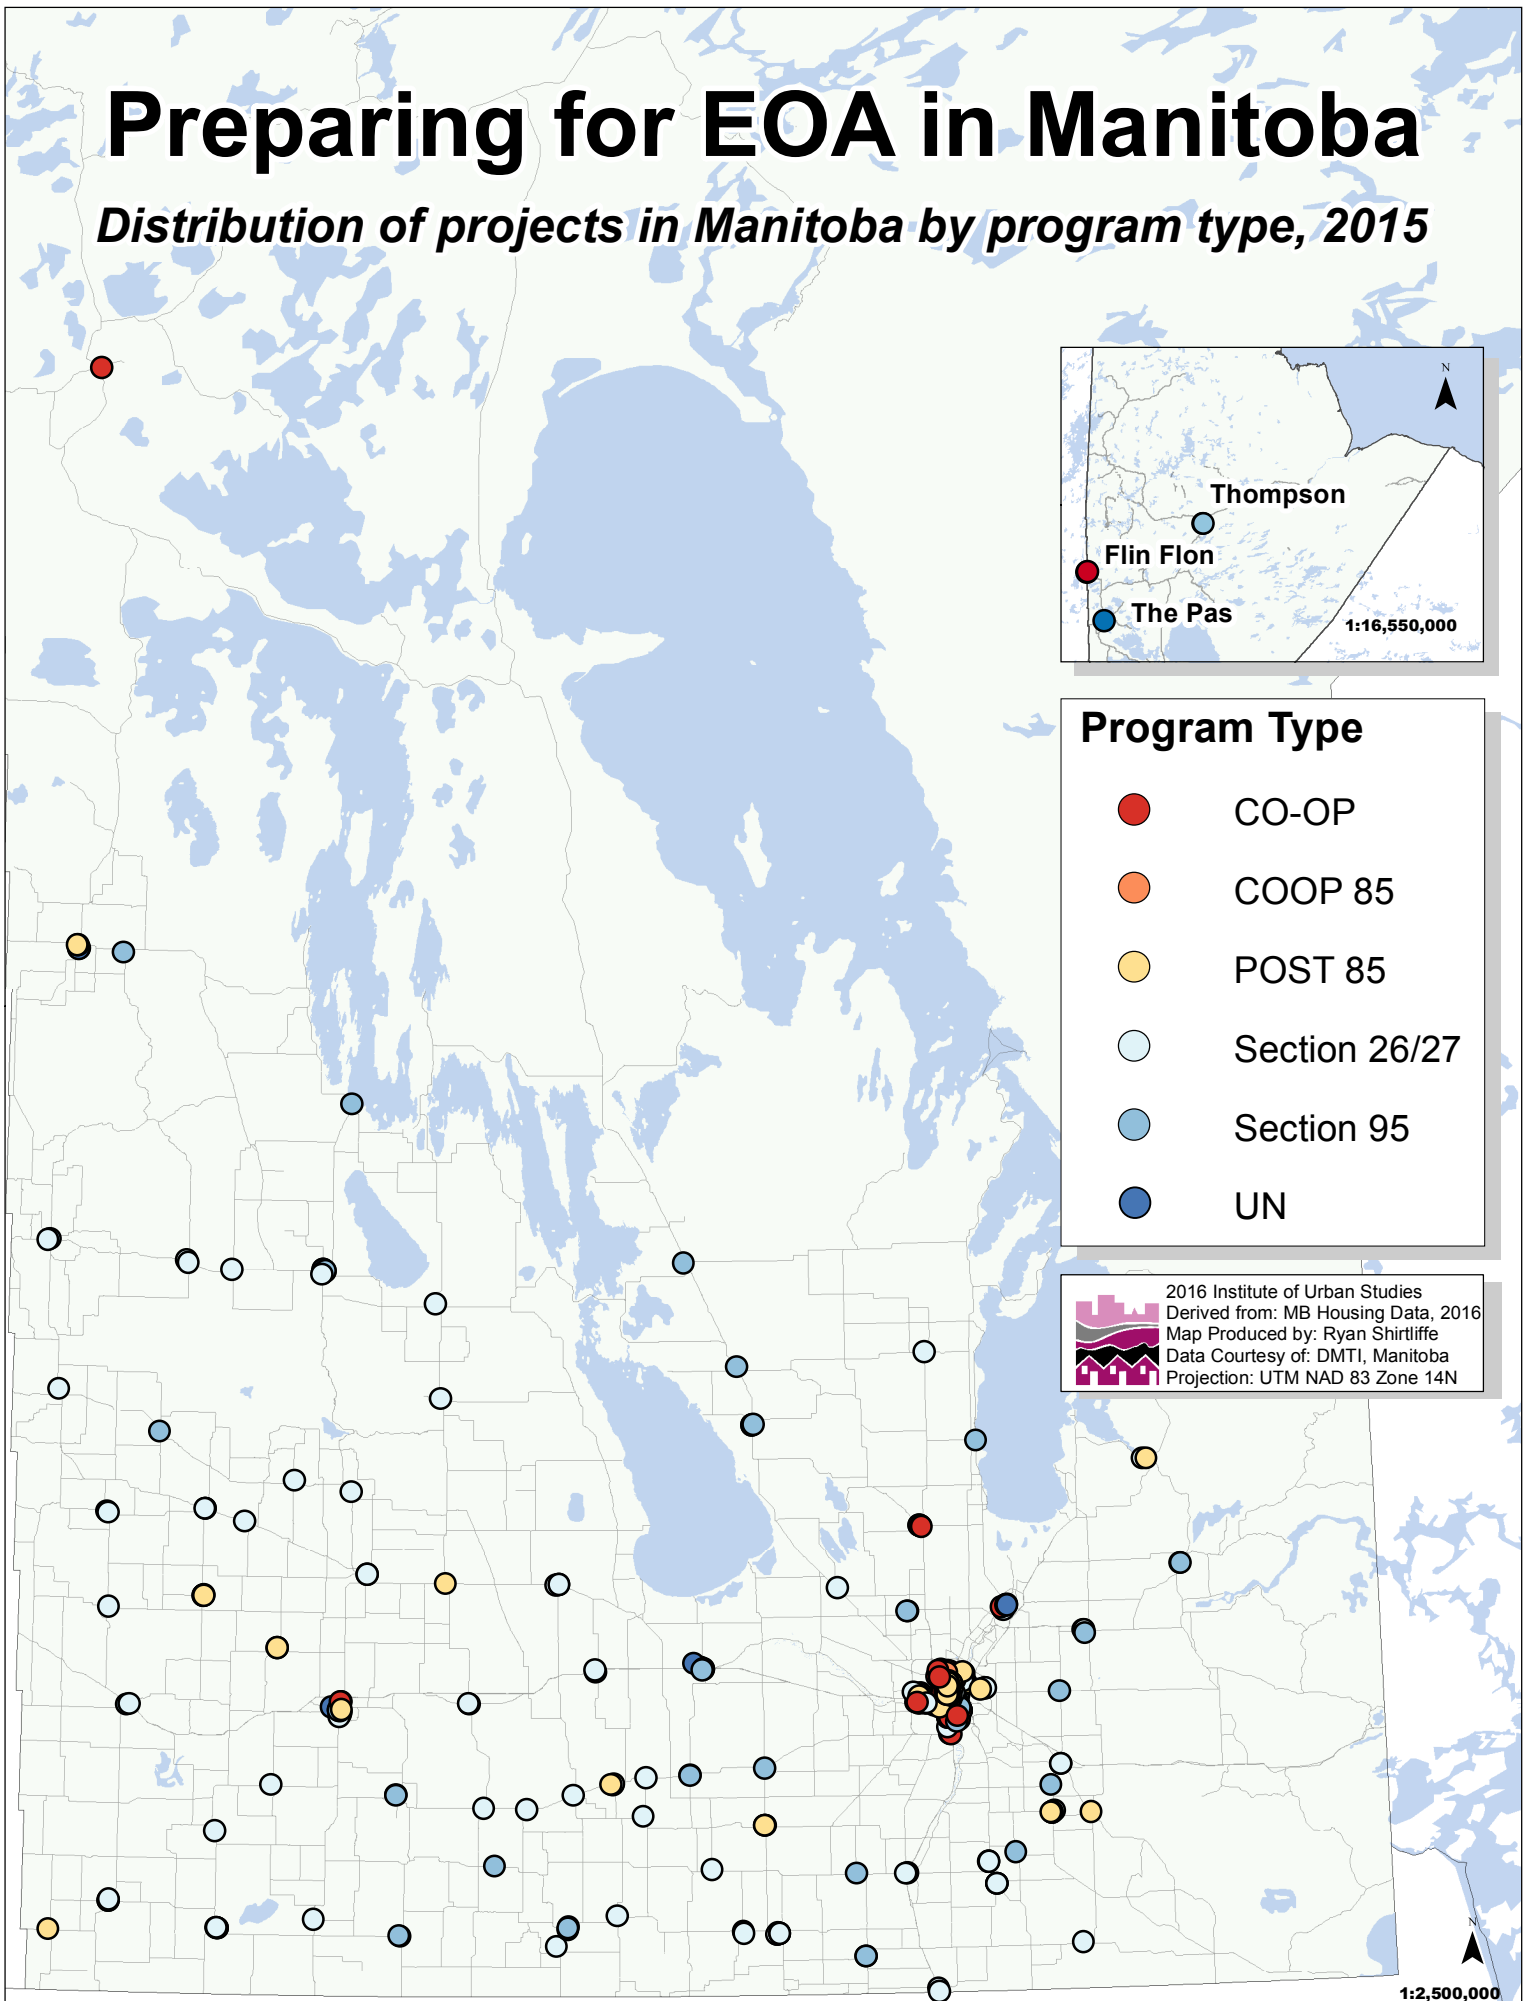 Preparing for EOA in Manitoba
Distribution of projects in Manitoba by program type, 2015
N
Thompson
Flin Flon
The Pas
1:16,550,000
Program Type
CO-OP
COOP 85
POST 85
Section 26/27
Section 95
UN
2016 Institute of Urban Studies
Derived from: MB Housing Data, 2016
Map Produced by: Ryan Shirtliffe
Data Courtesy of: DMTI, Manitoba
Projection: UTM NAD 83 Zone 14N
N
1:2,500,000